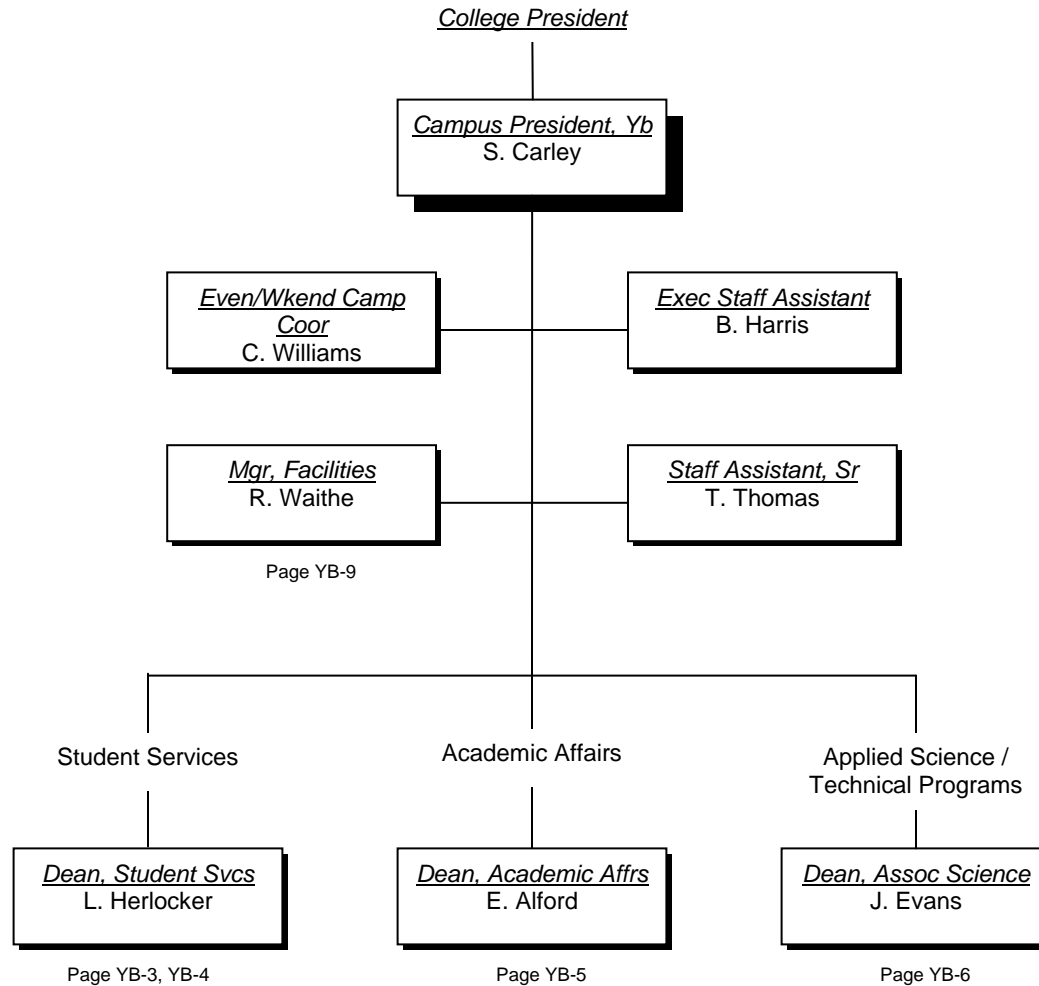 College President
Campus President, Yb
S. Carley
Even/Wkend Camp
Coor
C. Williams
Exec Staff Assistant
B. Harris
Mgr, Facilities
R. Waithe
Staff Assistant, Sr
T. Thomas
Page YB-9
Student Services
Academic Affairs
Applied Science /
Technical Programs
Dean, Student Svcs
L. Herlocker
Dean, Academic Affrs
E. Alford
Dean, Assoc Science
J. Evans
Page YB-3, YB-4
Page YB-5
Page YB-6